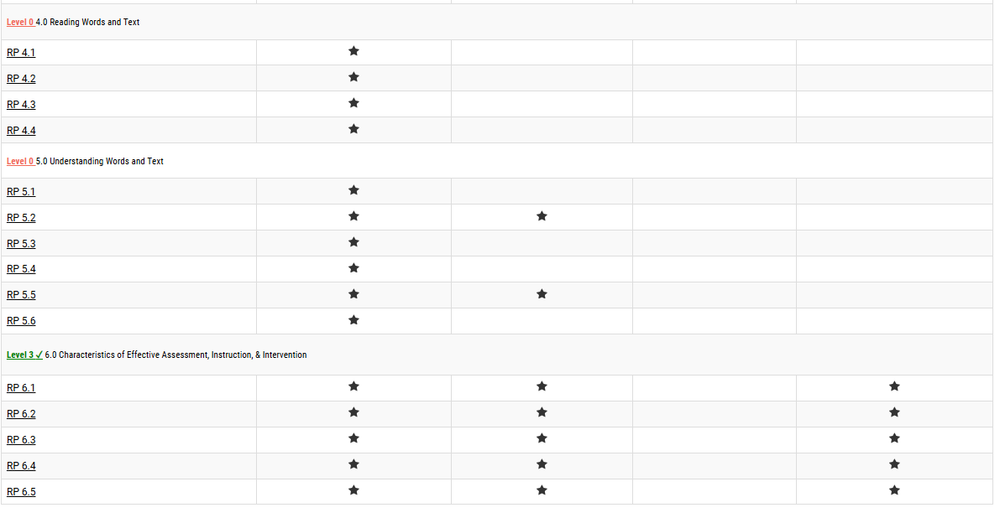 Level 0 4.0 Reading Words and Text
RP 4.1 ★
RP 4.2 ★
RP 4.3 ★
RP 4.4 ★
Level 0 5.0 Understanding Words and Text
RP 5.1 ★
RP 5.2 ★ ★
RP 5.3 ★
RP 5.4 ★
RP 5.5 ★ ★
RP 5.6 ★
Level 3 ✓ 6.0 Characteristics of Effective Assessment, Instruction, & Intervention
RP 6.1 ★ ★ ★
RP 6.2 ★ ★ ★
RP 6.3 ★ ★ ★
RP 6.4 ★ ★ ★
RP 6.5 ★ ★ ★